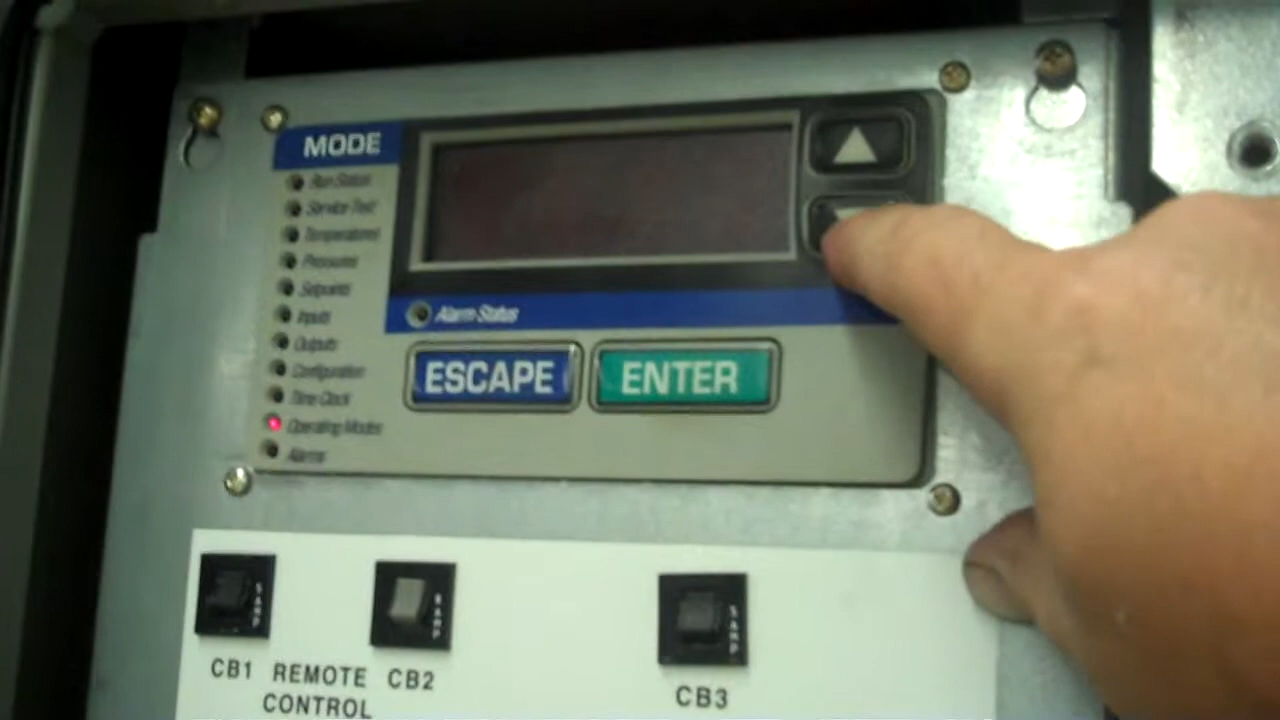 MODE
Run Status
Service Test
Temperatures
Pressures
Setpoints
Inputs
Outputs
Configuration
Time Clock
Operating Modes
Alarms
Alarm Status
ESCAPE
ENTER
CB1
REMOTE
CONTROL
CB2
CB3